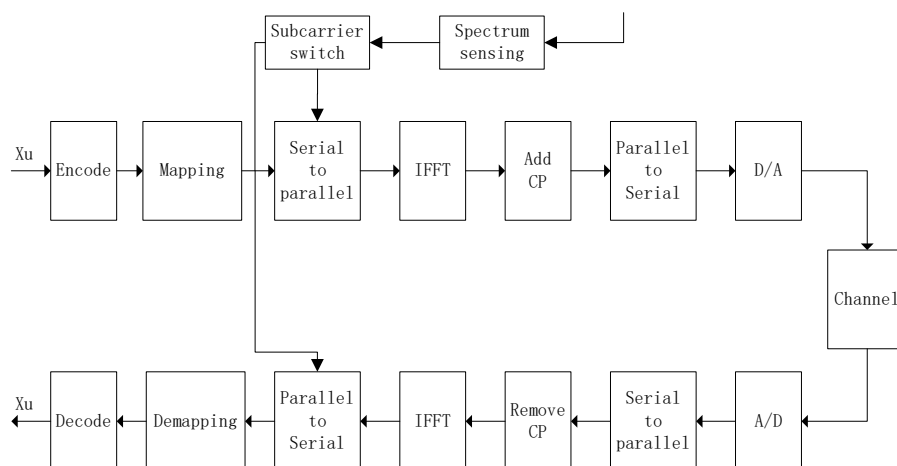 Subcarrier
switch
Spectrum
sensing
Xu
Encode
Mapping
Serial
to
parallel
IFFT
Add
CP
Parallel
to
Serial
D/A
Channel
Xu
Decode
Demapping
Parallel
to
Serial
IFFT
Remove
CP
Serial
to
parallel
A/D